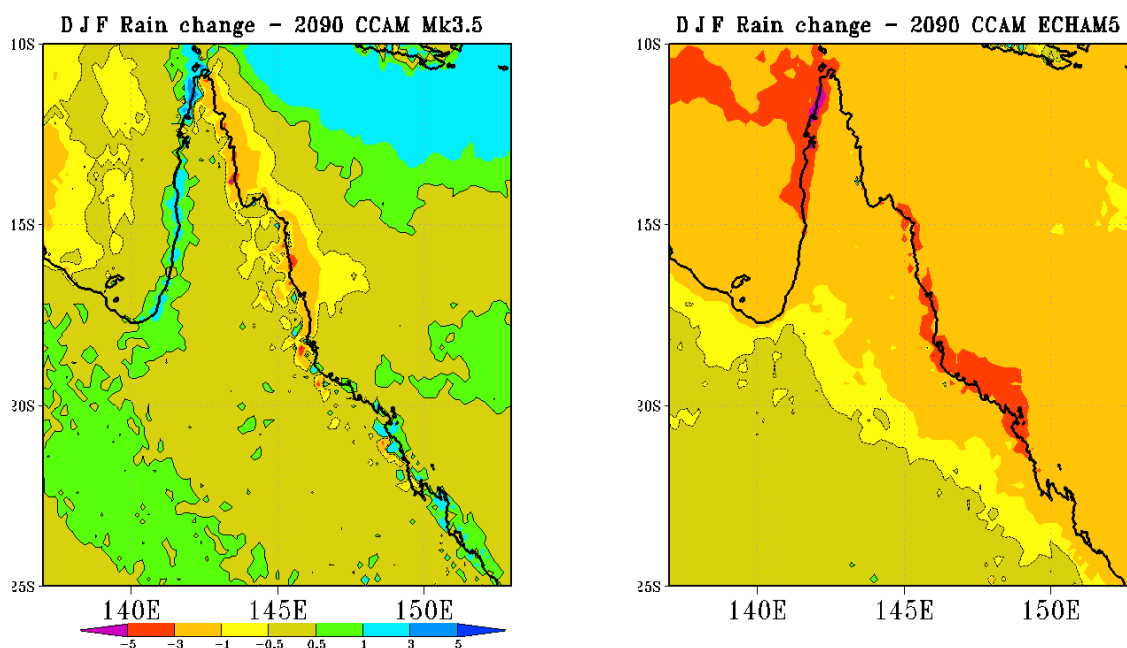 DJF Rain change - 2090 CCAM Mk3.5
10S
15S
20S
25S
140E 145E 150E
-5 -3 -1 -0.5 0.5 1 3 5
DJF Rain change - 2090 CCAM ECHAM5
10S
15S
20S
25S
140E 145E 150E